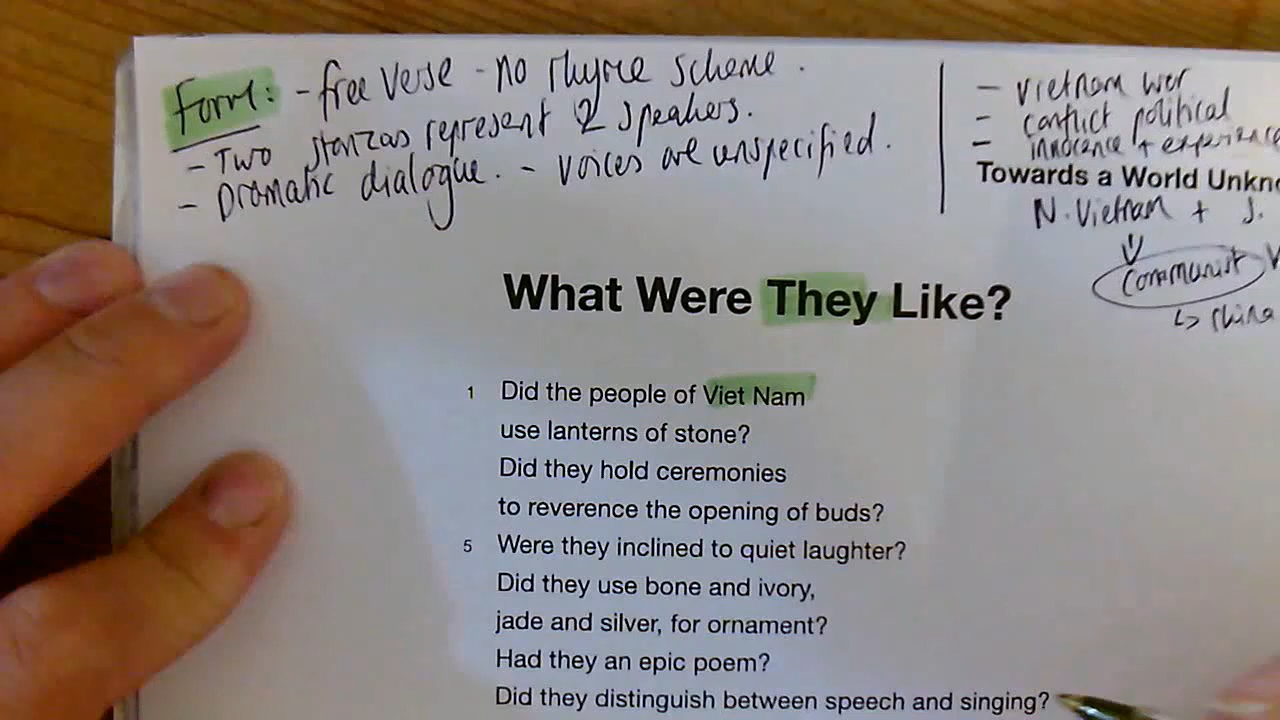 Form: - free verse - no rhyme scheme.
- Two stanzas represent 2 speakers.
- Dramatic dialogue. - voices are unspecified.
- Vietnam war
- conflict political
- innocence + experience
Towards a World
N. Vietnam + S.
Communist
↳ China
What Were They Like?
1 Did the people of Viet Nam
use lanterns of stone?
Did they hold ceremonies
to reverence the opening of buds?
5 Were they inclined to quiet laughter?
Did they use bone and ivory,
jade and silver, for ornament?
Had they an epic poem?
Did they distinguish between speech and singing?